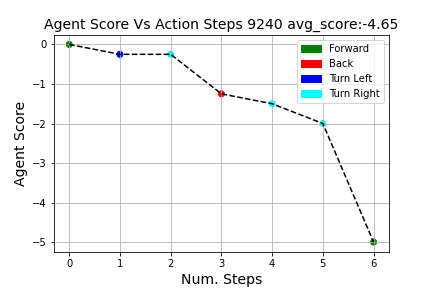 Agent Score Vs Action Steps 9240 avg_score:-4.65
Forward
Back
Turn Left
Turn Right
Agent Score
0
−1
−2
−3
−4
−5
0 1 2 3 4 5 6
Num. Steps